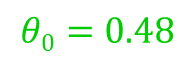 θ₀ = 0.48